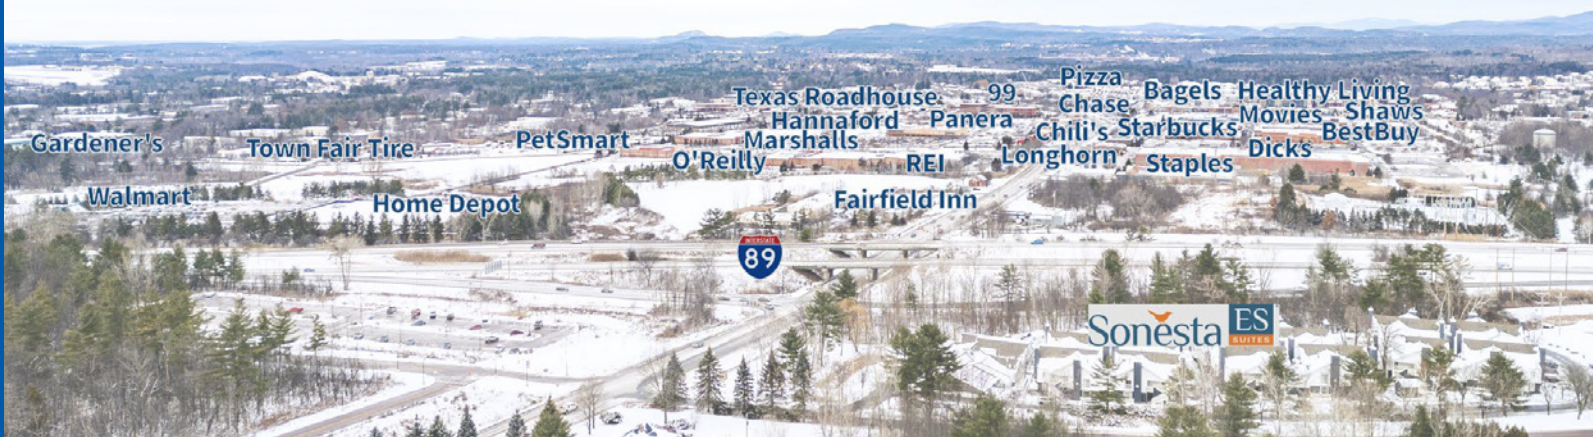 Pizza
99
Bagels
Healthy Living
Texas Roadhouse
Chase
Shaws
Movies
Hannaford
Panera
Starbucks
Chili's
BestBuy
Gardener's
Town Fair Tire
PetSmart
Marshalls
Dicks
Longhorn
O'Reilly
REI
Staples
Walmart
Home Depot
Fairfield Inn
INTERSTATE
89
Sonesta
ES
SUITES